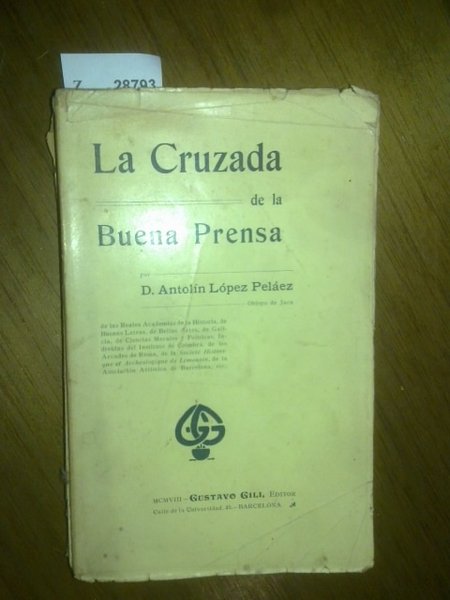 Z 28793
La Cruzada
de la
Buena Prensa
por
D. Antolín López Peláez
Obispo de Jaca
de las Reales Academias de la Historia, de
Buenas Letras, de Bellas Artes, de Gali-
cia, de Ciencias Morales y Políticas; In-
dividuo del Instituto de Coimbra, de los
Arcades de Roma, de la Société Histori-
que et Archéologique de Limousin, de la
Asociación Artística de Barcelona, etc.
MCMVIII—GUSTAVO GILI, EDITOR
Calle de la Universidad, 45.—BARCELONA